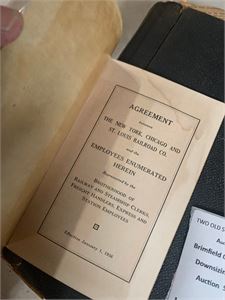 AGREEMENT
between
THE NEW YORK, CHICAGO AND
ST. LOUIS RAILROAD CO.
and the
EMPLOYEES ENUMERATED
HEREIN
Represented by the
BROTHERHOOD OF
RAILWAY AND STEAMSHIP CLERKS,
FREIGHT HANDLERS, EXPRESS AND
STATION EMPLOYEES
Effective January 1, 1936
TWO OLD S
Brimfield
Downsizin
Auction S